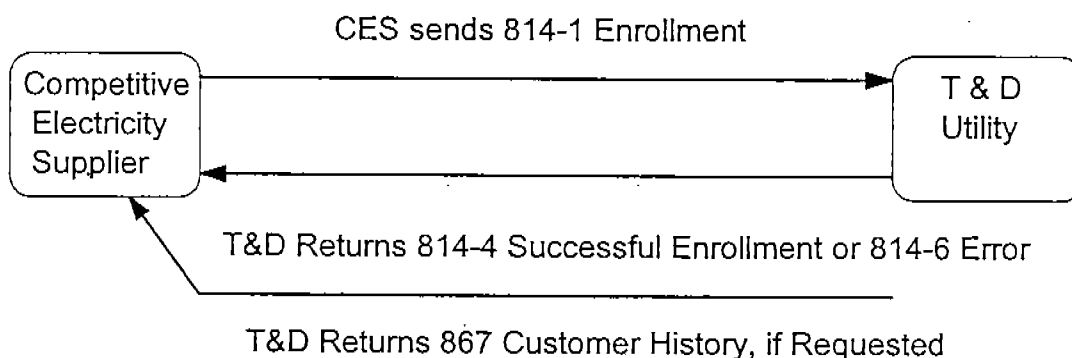 CES sends 814-1 Enrollment
Competitive
Electricity
Supplier
T & D
Utility
T&D Returns 814-4 Successful Enrollment or 814-6 Error
T&D Returns 867 Customer History, if Requested